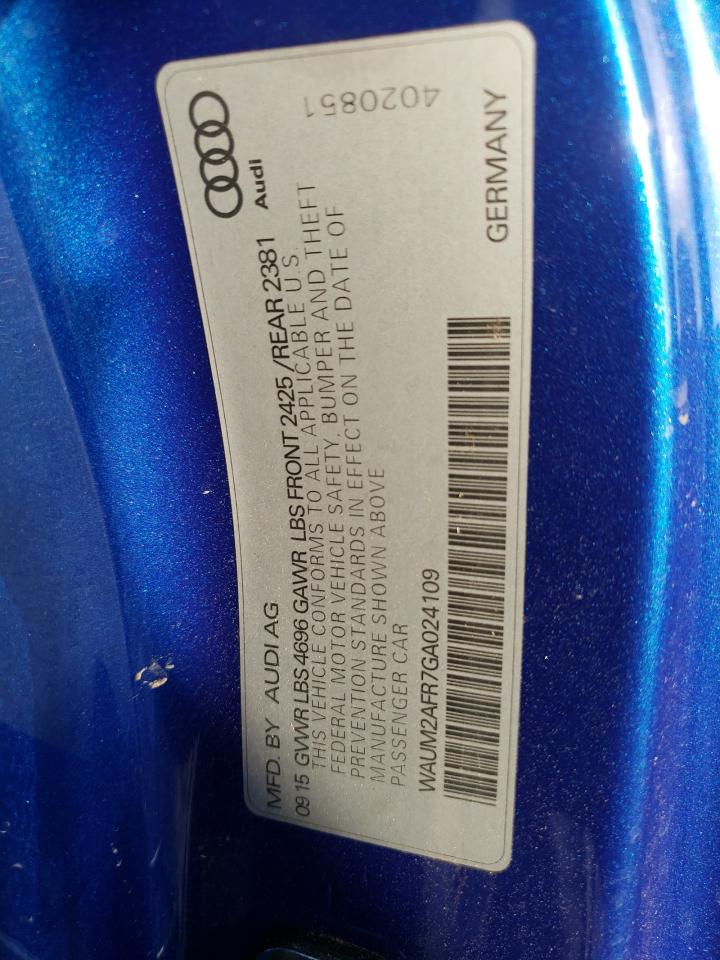 Audi
4020851
MFD. BY AUDI AG
0915 GVWR LBS 4696 GAWR LBS FRONT 2425 /REAR 2381
THIS VEHICLE CONFORMS TO ALL APPLICABLE U.S.
FEDERAL MOTOR VEHICLE SAFETY, BUMPER AND THEFT
PREVENTION STANDARDS IN EFFECT ON THE DATE OF
MANUFACTURE SHOWN ABOVE
PASSENGER CAR
WAUM2AFR7GA024109
GERMANY